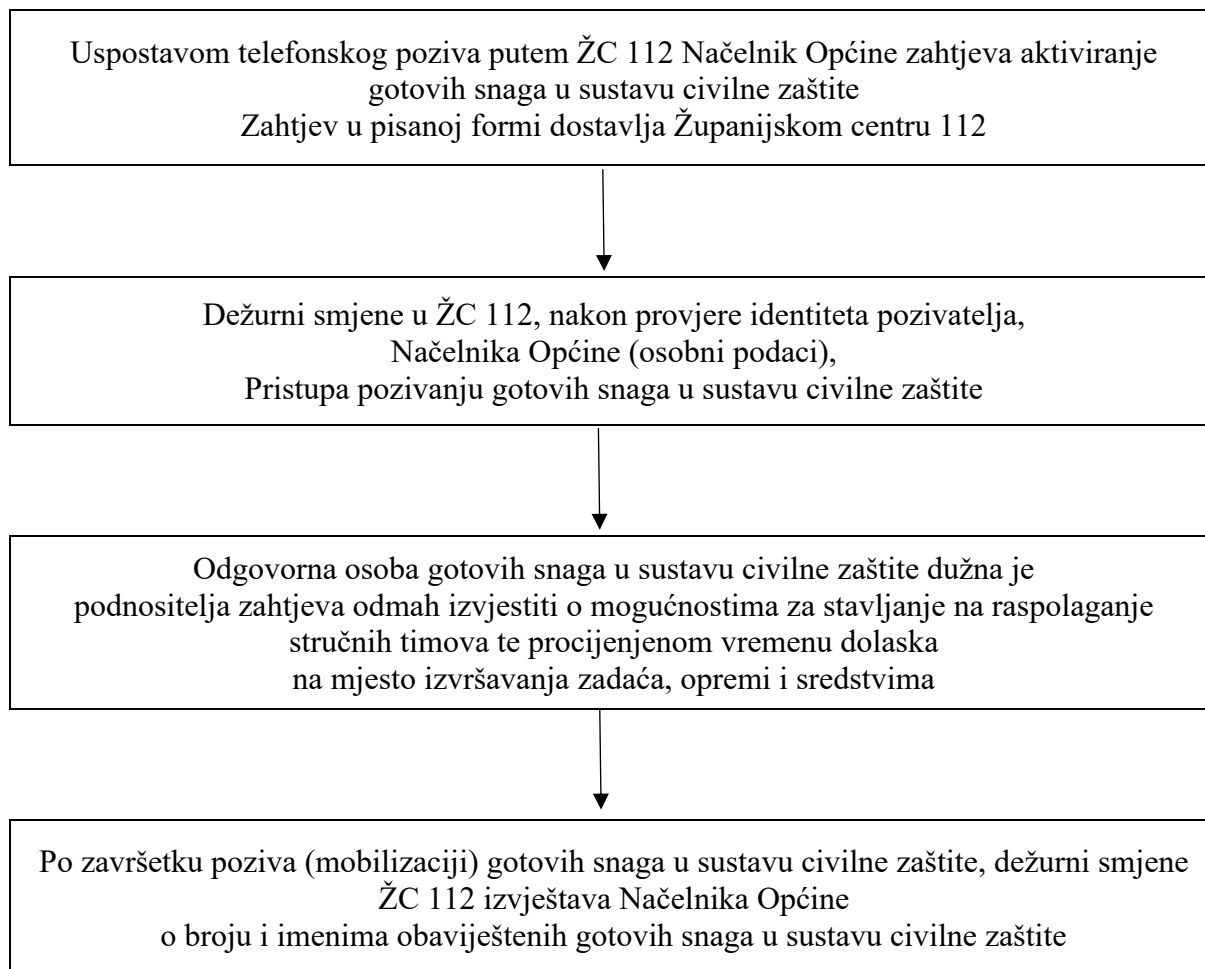 Uspostavom telefonskog poziva putem ŽC 112 Načelnik Općine zahtjeva aktiviranje
gotovih snaga u sustavu civilne zaštite
Zahtjev u pisanoj formi dostavlja Županijskom centru 112
Dežurni smjene u ŽC 112, nakon provjere identiteta pozivatelja,
Načelnika Općine (osobni podaci),
Pristupa pozivanju gotovih snaga u sustavu civilne zaštite
Odgovorna osoba gotovih snaga u sustavu civilne zaštite dužna je
podnositelja zahtjeva odmah izvjestiti o mogućnostima za stavljanje na raspolaganje
stručnih timova te procijenjenom vremenu dolaska
na mjesto izvršavanja zadaća, opremi i sredstvima
Po završetku poziva (mobilizaciji) gotovih snaga u sustavu civilne zaštite, dežurni smjene
ŽC 112 izvještava Načelnika Općine
o broju i imenima obaviještenih gotovih snaga u sustavu civilne zaštite